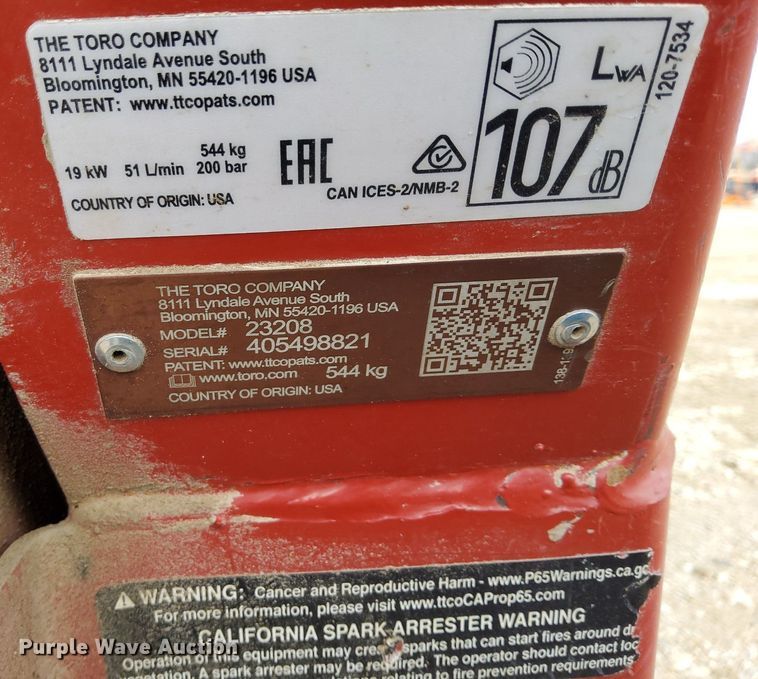 THE TORO COMPANY
8111 Lyndale Avenue South
Bloomington, MN 55420-1196 USA
PATENT: www.ttcopats.com
544 kg
19 kW 51 L/min 200 bar
COUNTRY OF ORIGIN: USA
EAC
CAN ICES-2/NMB-2
LWA
107 dB
120-7534
THE TORO COMPANY
8111 Lyndale Avenue South
Bloomington, MN 55420-1196 USA
MODEL# 23208
SERIAL# 405498821
PATENT: www.ttcopats.com
www.toro.com 544 kg
COUNTRY OF ORIGIN: USA
WARNING: Cancer and Reproductive Harm - www.P65Warnings.ca.gc
For more information, please visit www.ttcoCAProp65.com
CALIFORNIA SPARK ARRESTER WARNING
Operation of this equipment may create sparks that can start fires around
vegetation. A spark arrester may be required. The operator should contact
relating to fire prevention requirements
Purple Wave Auction